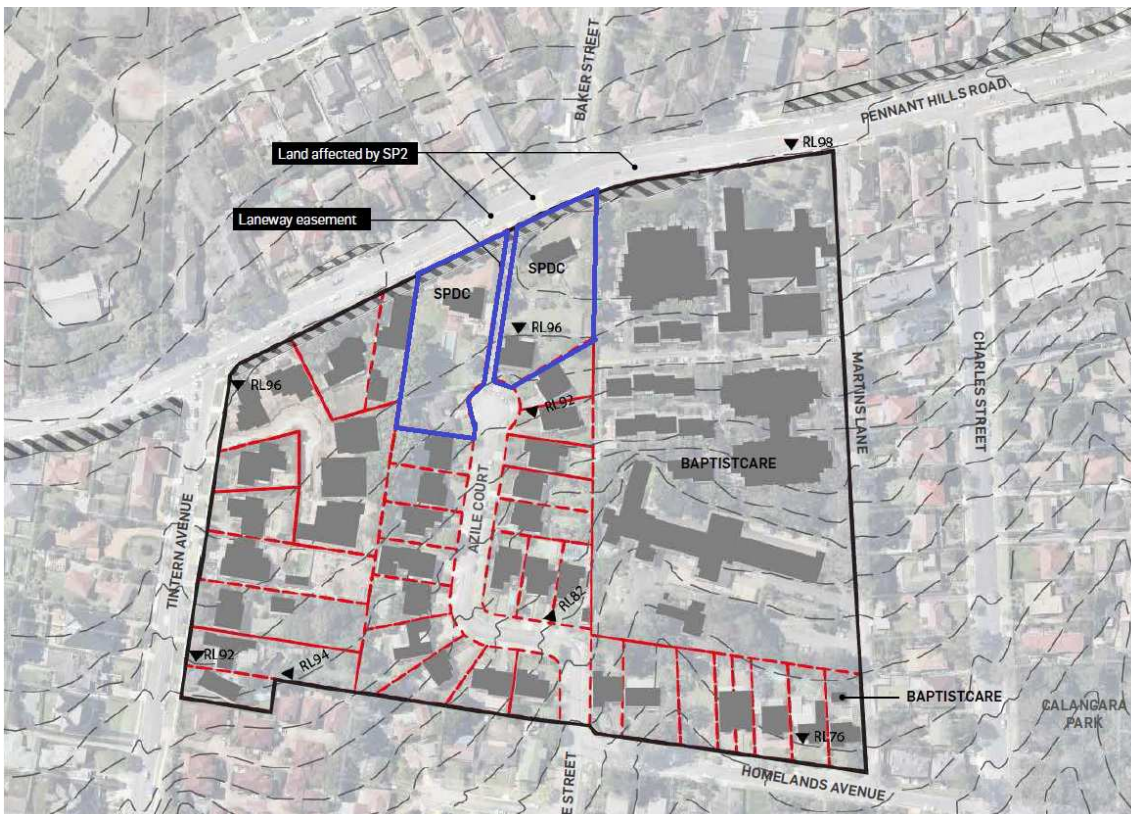 BAKER STREET
PENNANT HILLS ROAD
RL98
Land affected by SP2
Laneway easement
SPDC
SPDC
RL96
RL96
RL92
MARTINS LANE
CHARLES STREET
BAPTISTCARE
AZILE COURT
TINTERN AVENUE
RL82
RL92
RL94
BAPTISTCARE
CALANGARA
PARK
RL76
HOMELANDS AVENUE
E STREET